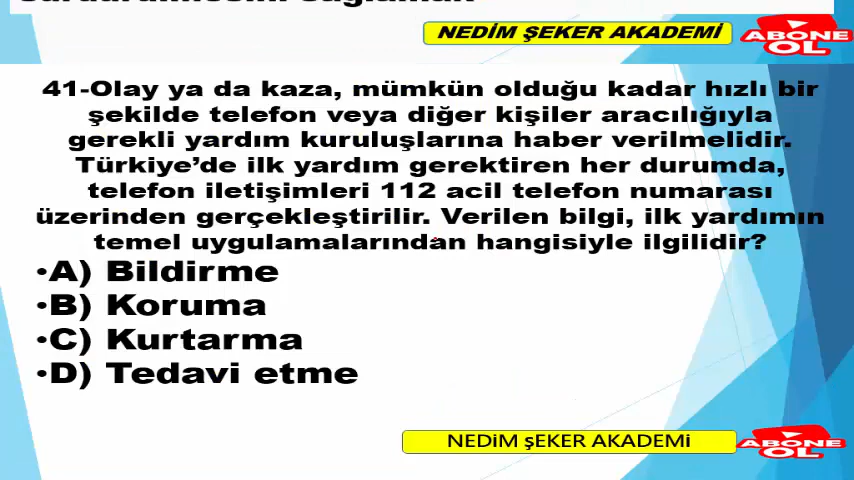 NEDİM ŞEKER AKADEMİ
ABONE
OL
41-Olay ya da kaza, mümkün olduğu kadar hızlı bir
şekilde telefon veya diğer kişiler aracılığıyla
gerekli yardım kuruluşlarına haber verilmelidir.
Türkiye’de ilk yardım gerektiren her durumda,
telefon iletişimleri 112 acil telefon numarası
üzerinden gerçekleştirilir. Verilen bilgi, ilk yardımın
temel uygulamalarından hangisiyle ilgilidir?
•A) Bildirme
•B) Koruma
•C) Kurtarma
•D) Tedavi etme
NEDİM ŞEKER AKADEMİ
ABONE
OL